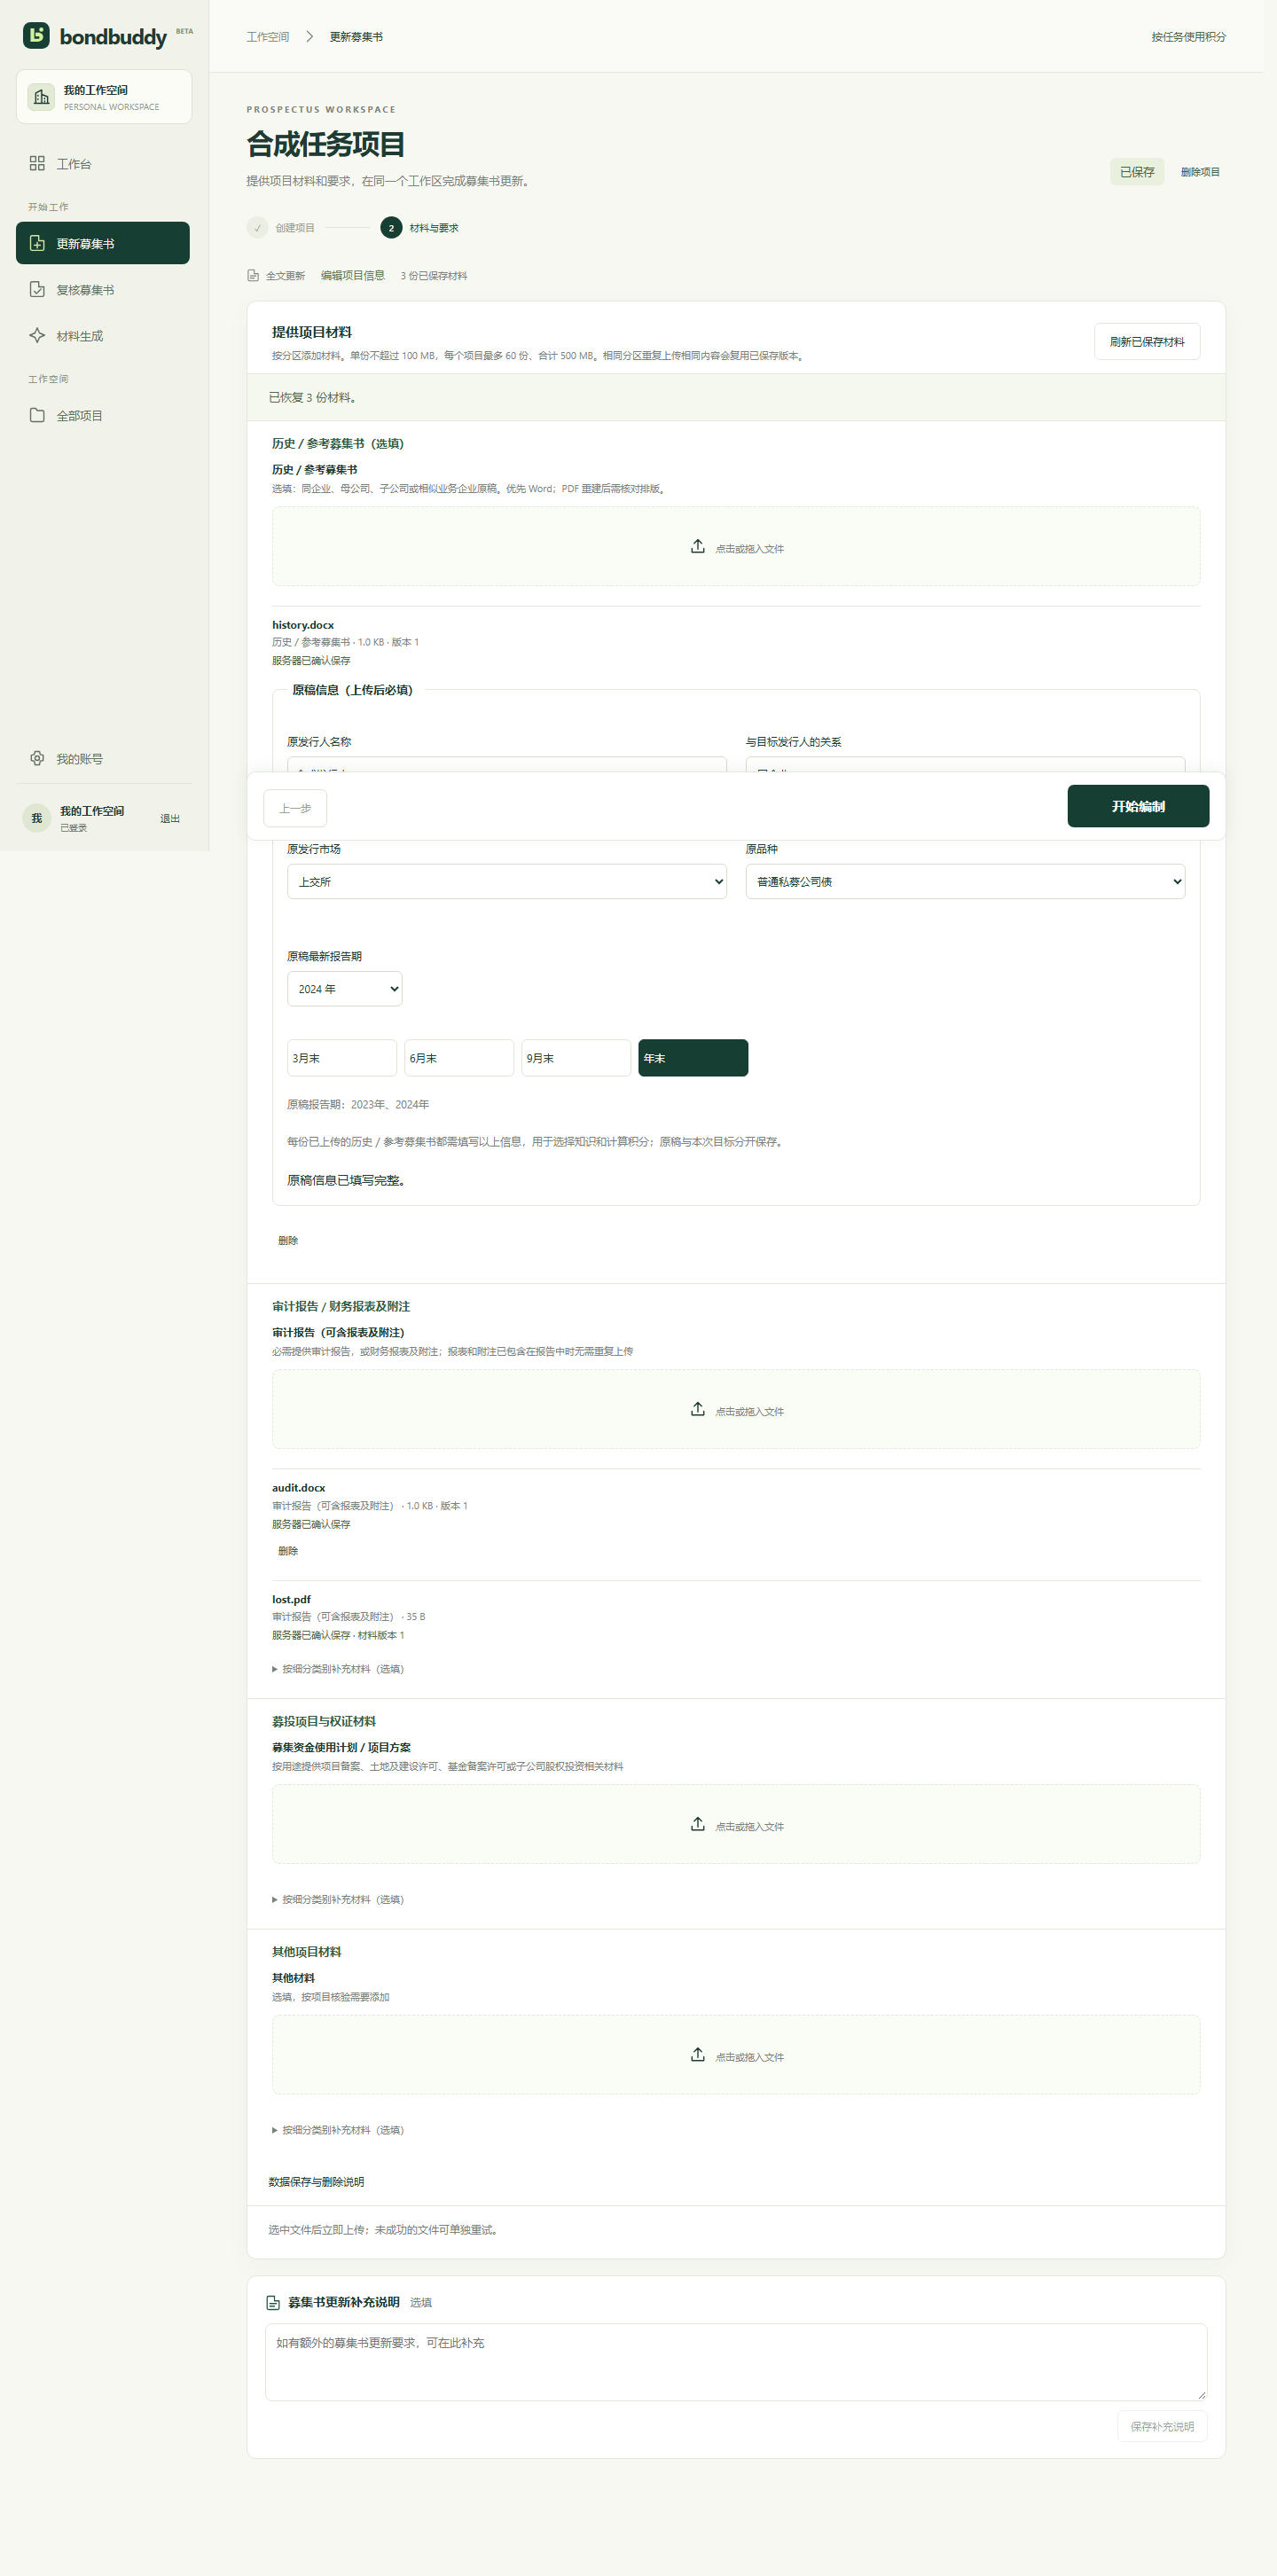 bondbuddy BETA
我的工作空间
PERSONAL WORKSPACE
工作台
开始工作
更新募集书
复核募集书
材料生成
工作空间
全部项目
我的账号
我 我的工作空间
已登录
退出
工作空间 > 更新募集书
按任务使用积分
PROSPECTUS WORKSPACE
合成任务项目
提供项目材料和要求，在同一个工作区完成募集书更新。
已保存 删除项目
✓ 创建项目 2 材料与要求
全文更新 编辑项目信息 3 份已保存材料
提供项目材料
按分区添加材料。单份不超过 100 MB，每个项目最多 60 份、合计 500 MB。相同分区重复上传相同内容会复用已保存版本。
刷新已保存材料
已恢复 3 份材料。
历史 / 参考募集书（选填）
历史 / 参考募集书
选填：同企业、母公司、子公司或相似业务企业原稿。优先 Word；PDF 重建后需核对排版。
点击或拖入文件
history.docx
历史 / 参考募集书 · 1.0 KB · 版本 1
服务器已确认保存
原稿信息（上传后必填）
原发行人名称 与目标发行人的关系
上一步 开始编制
原发行市场 原品种
上交所 普通私募公司债
原稿最新报告期
2024 年
3月末 6月末 9月末 年末
原稿报告期：2023年、2024年
每份已上传的历史 / 参考募集书都需填写以上信息，用于选择知识和计算积分；原稿与本次目标分开保存。
原稿信息已填写完整。
删除
审计报告 / 财务报表及附注
审计报告（可含报表及附注）
必需提供审计报告，或财务报表及附注；报表和附注已包含在报告中时无需重复上传
点击或拖入文件
audit.docx
审计报告（可含报表及附注） · 1.0 KB · 版本 1
服务器已确认保存
删除
lost.pdf
审计报告（可含报表及附注） · 35 B
服务器已确认保存 · 材料版本 1
▶ 按细分类别补充材料（选填）
募投项目与权证材料
募集资金使用计划 / 项目方案
按用途提供项目备案、土地及建设许可、基金备案许可或子公司股权投资相关材料
点击或拖入文件
▶ 按细分类别补充材料（选填）
其他项目材料
其他材料
选填，按项目核验需要添加
点击或拖入文件
▶ 按细分类别补充材料（选填）
数据保存与删除说明
选中文件后立即上传；未成功的文件可单独重试。
募集书更新补充说明 选填
如有额外的募集书更新要求，可在此补充
保存补充说明